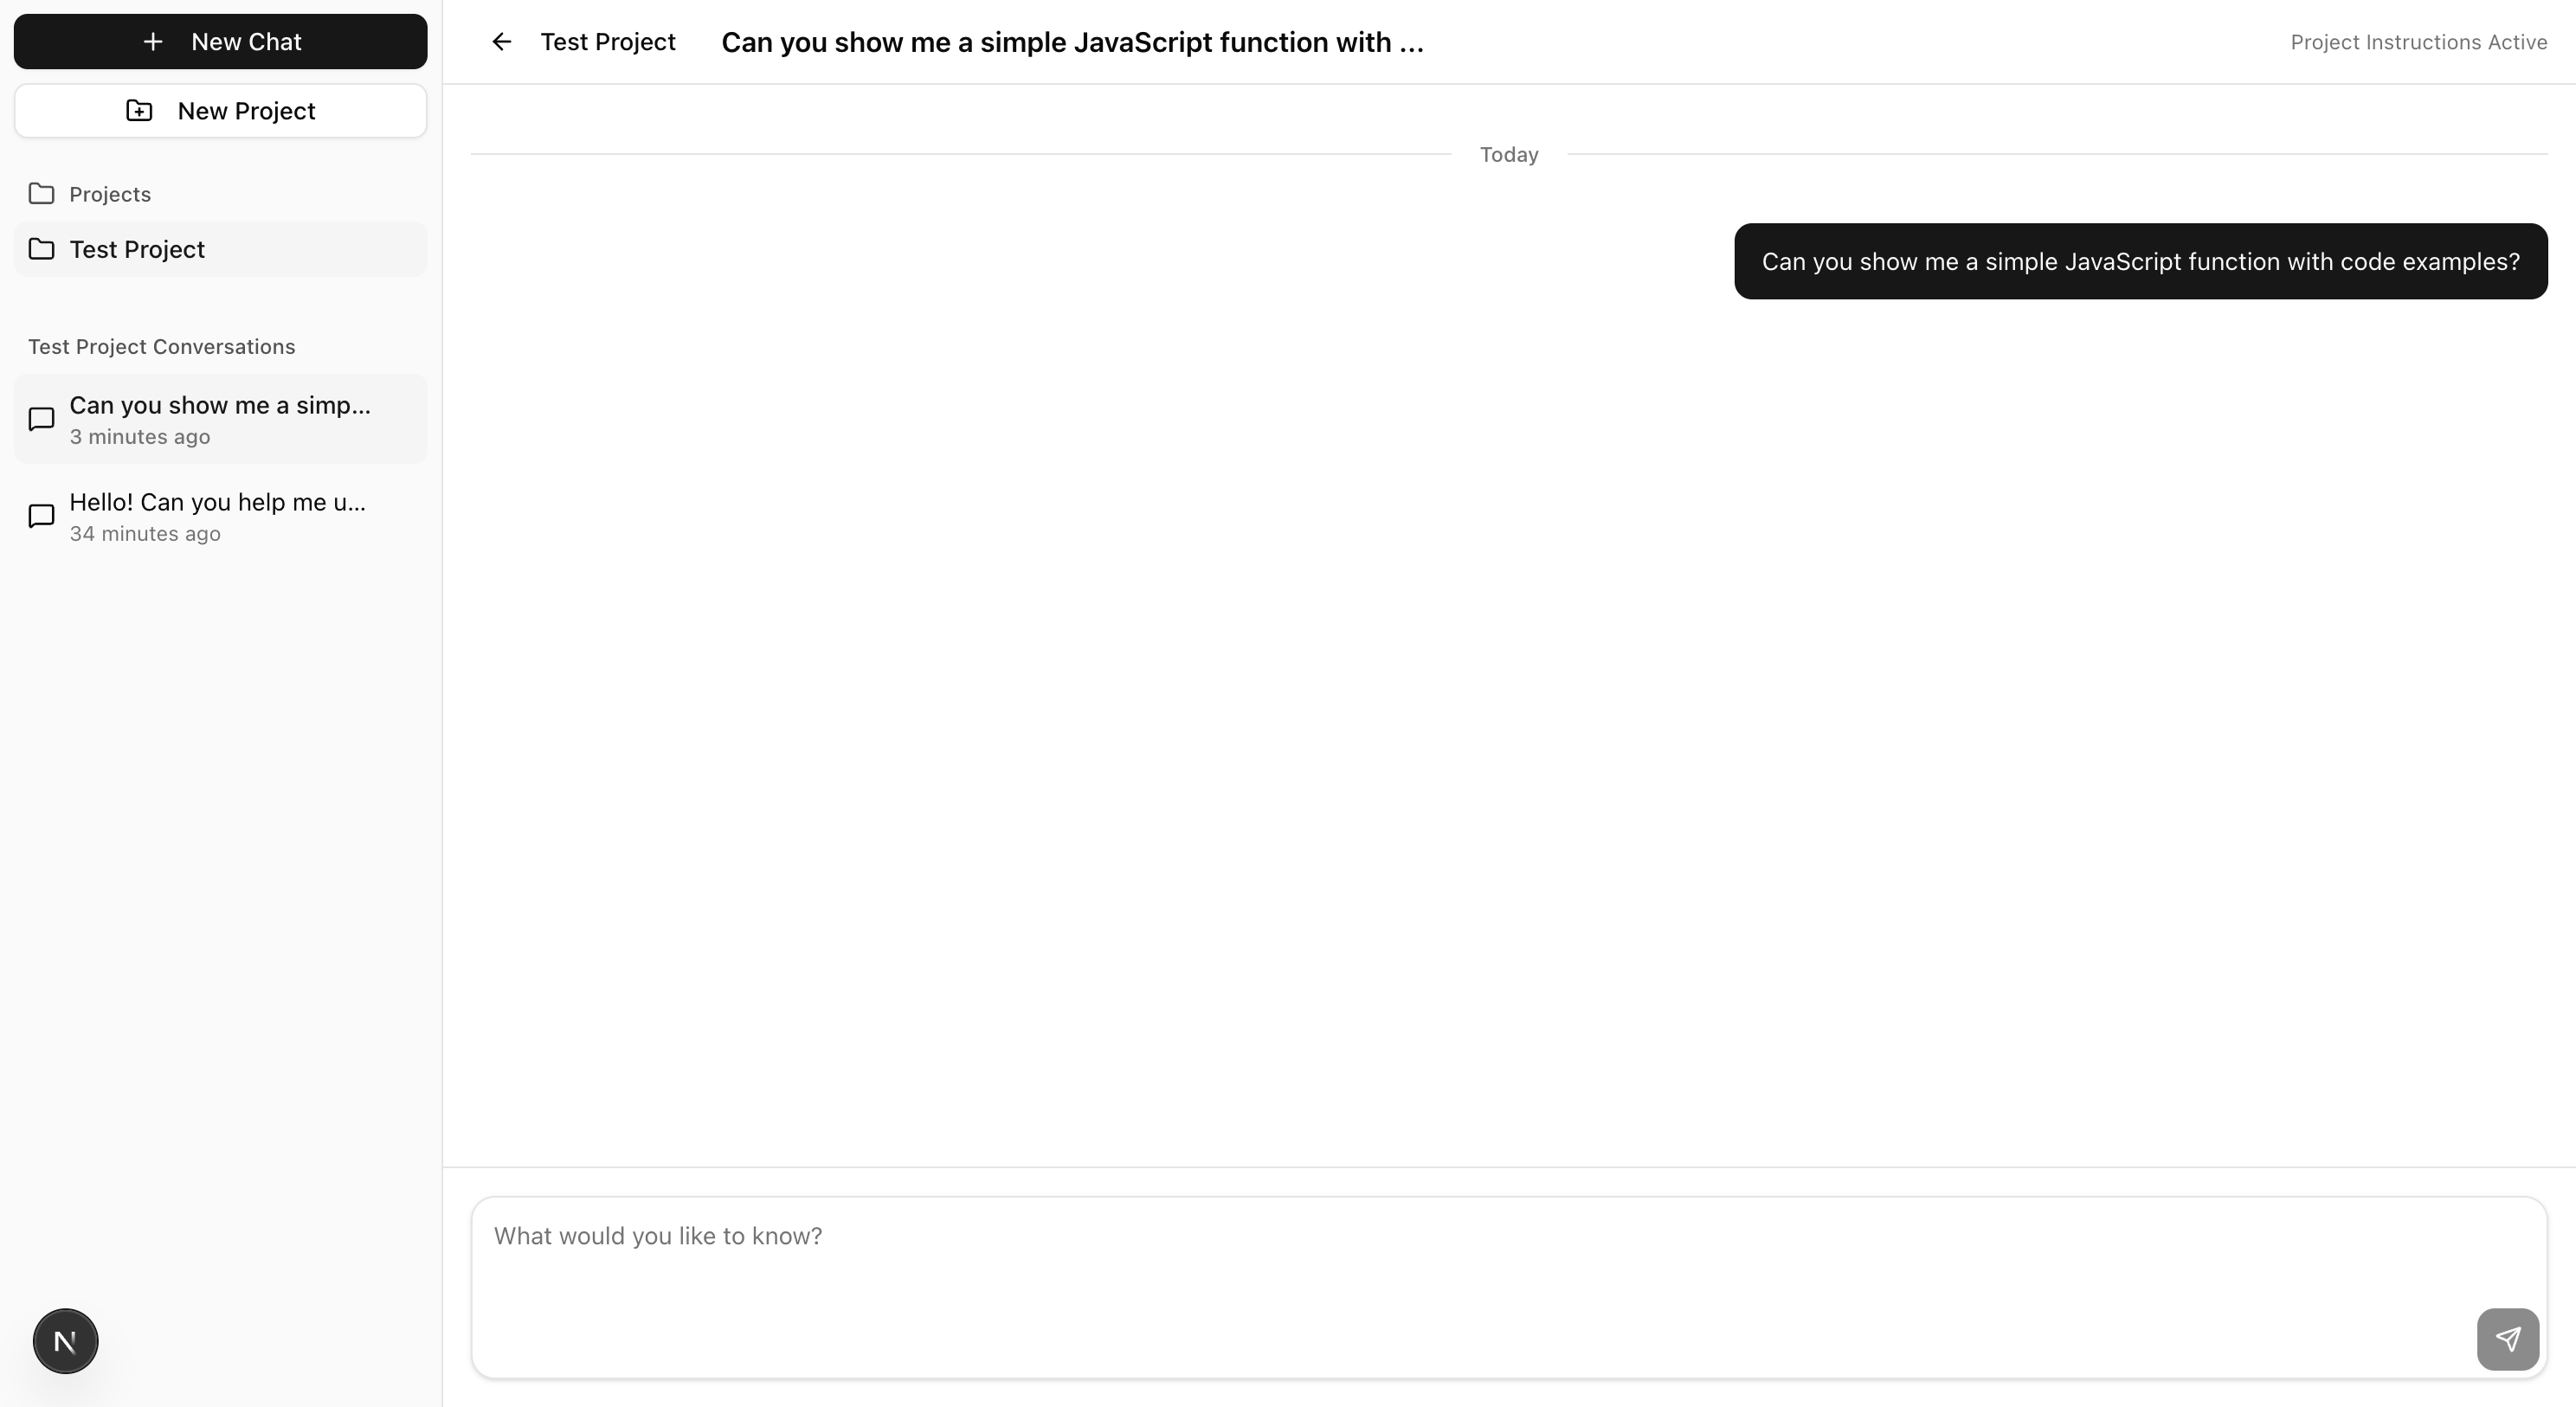 New Chat
New Project
Projects
Test Project
Test Project Conversations
Can you show me a simp...
3 minutes ago
Hello! Can you help me u...
34 minutes ago
N
Test Project
Can you show me a simple JavaScript function with ...
Project Instructions Active
Today
Can you show me a simple JavaScript function with code examples?
What would you like to know?